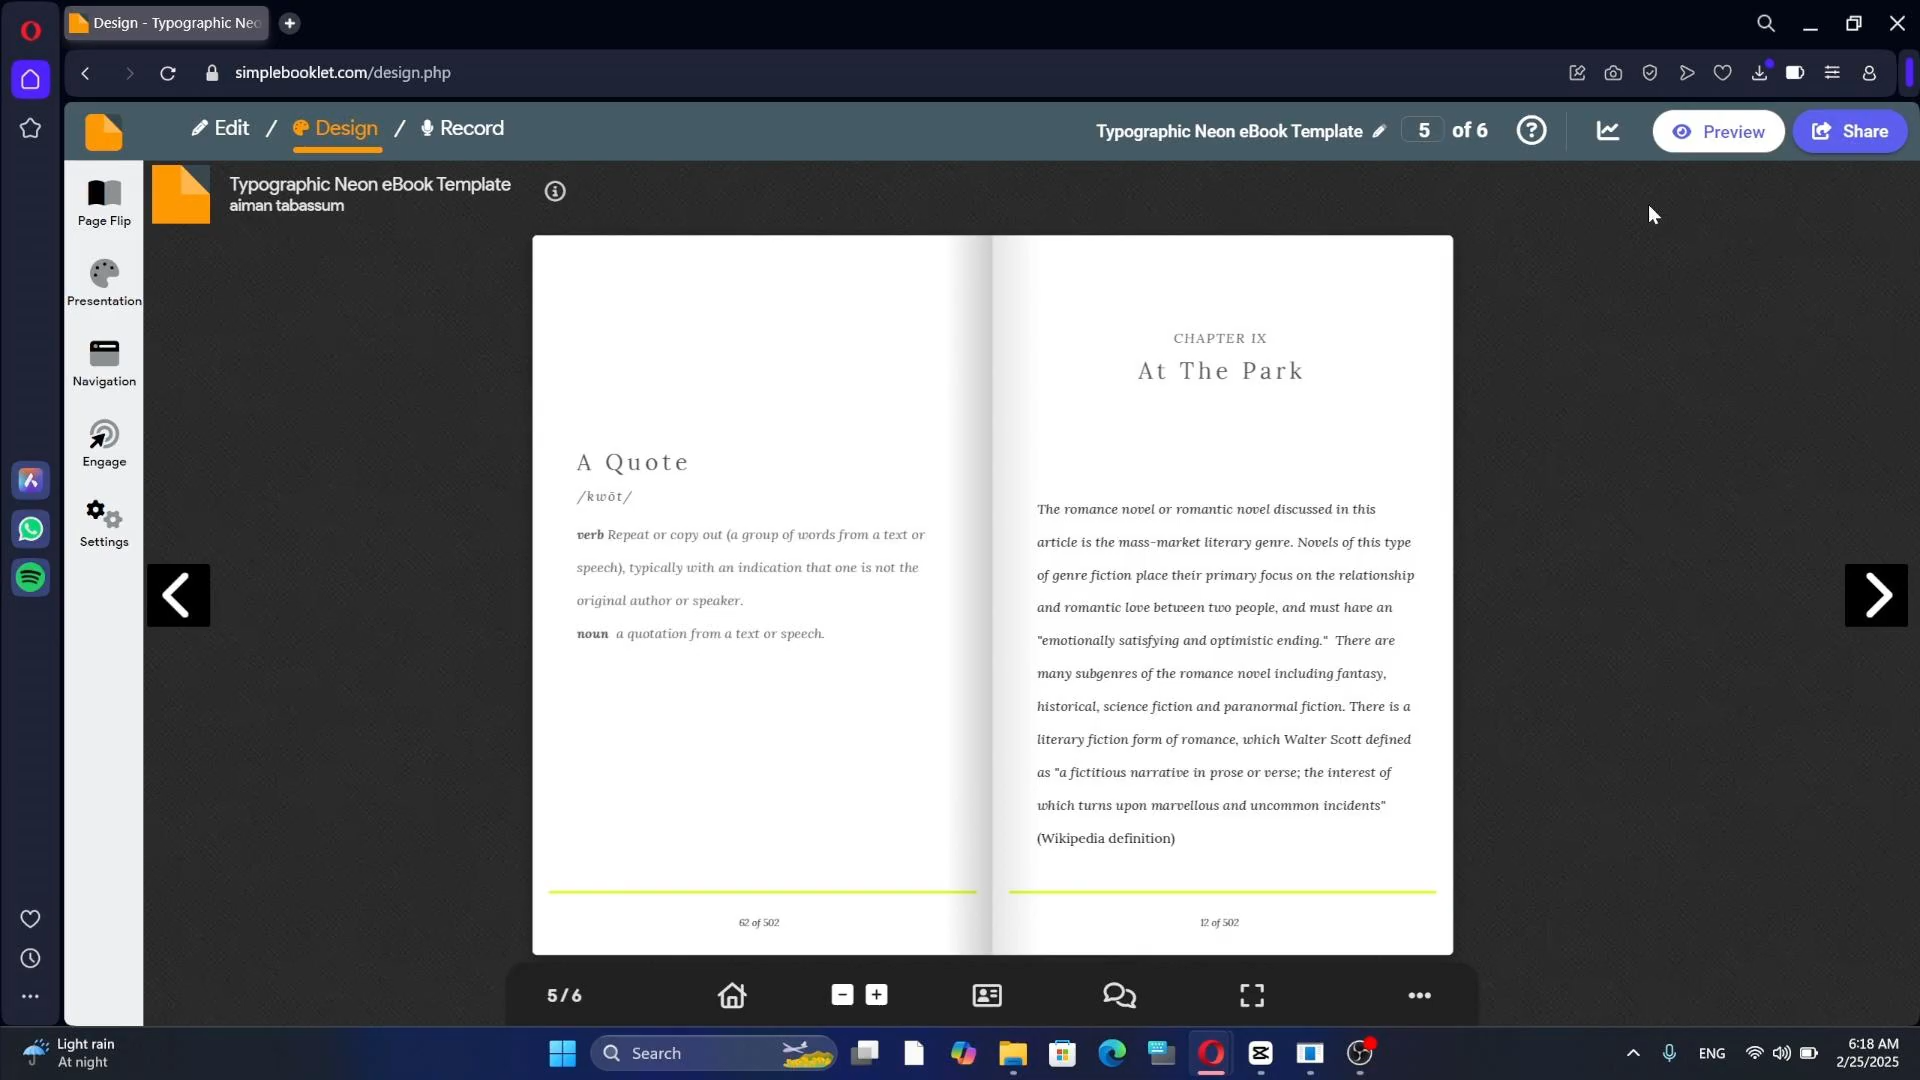 Design - Typographic Neo
simplebooklet.com/design.php
Edit / Design / Record
Typographic Neon eBook Template
5 of 6
Preview
Share
Typographic Neon eBook Template
aiman tabassum
Page Flip
Presentation
Navigation
Engage
Settings
A Quote
/kwōt/
verb Repeat or copy out (a group of words from a text or
speech), typically with an indication that one is not the
original author or speaker.
noun a quotation from a text or speech.
62 of 502
CHAPTER IX
At The Park
The romance novel or romantic novel discussed in this
article is the mass-market literary genre. Novels of this type
of genre fiction place their primary focus on the relationship
and romantic love between two people, and must have an
"emotionally satisfying and optimistic ending." There are
many subgenres of the romance novel including fantasy,
historical, science fiction and paranormal fiction. There is a
literary fiction form of romance, which Walter Scott defined
as "a fictitious narrative in prose or verse; the interest of
which turns upon marvellous and uncommon incidents"
(Wikipedia definition)
12 of 502
5 / 6
Light rain
At night
Search
ENG
6:18 AM
2/25/2025